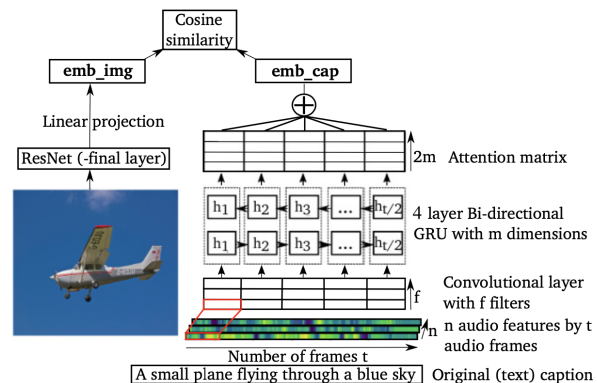 Cosine
similarity
emb_img
emb_cap
Linear projection
ResNet (-final layer)
2m
Attention matrix
h1 h2 h3 ... ht/2
h1 h2 h3 ... ht/2
4 layer Bi-directional
GRU with m dimensions
f
Convolutional layer
with f filters
n
n audio features by t
audio frames
Number of frames t
A small plane flying through a blue sky
Original (text) caption